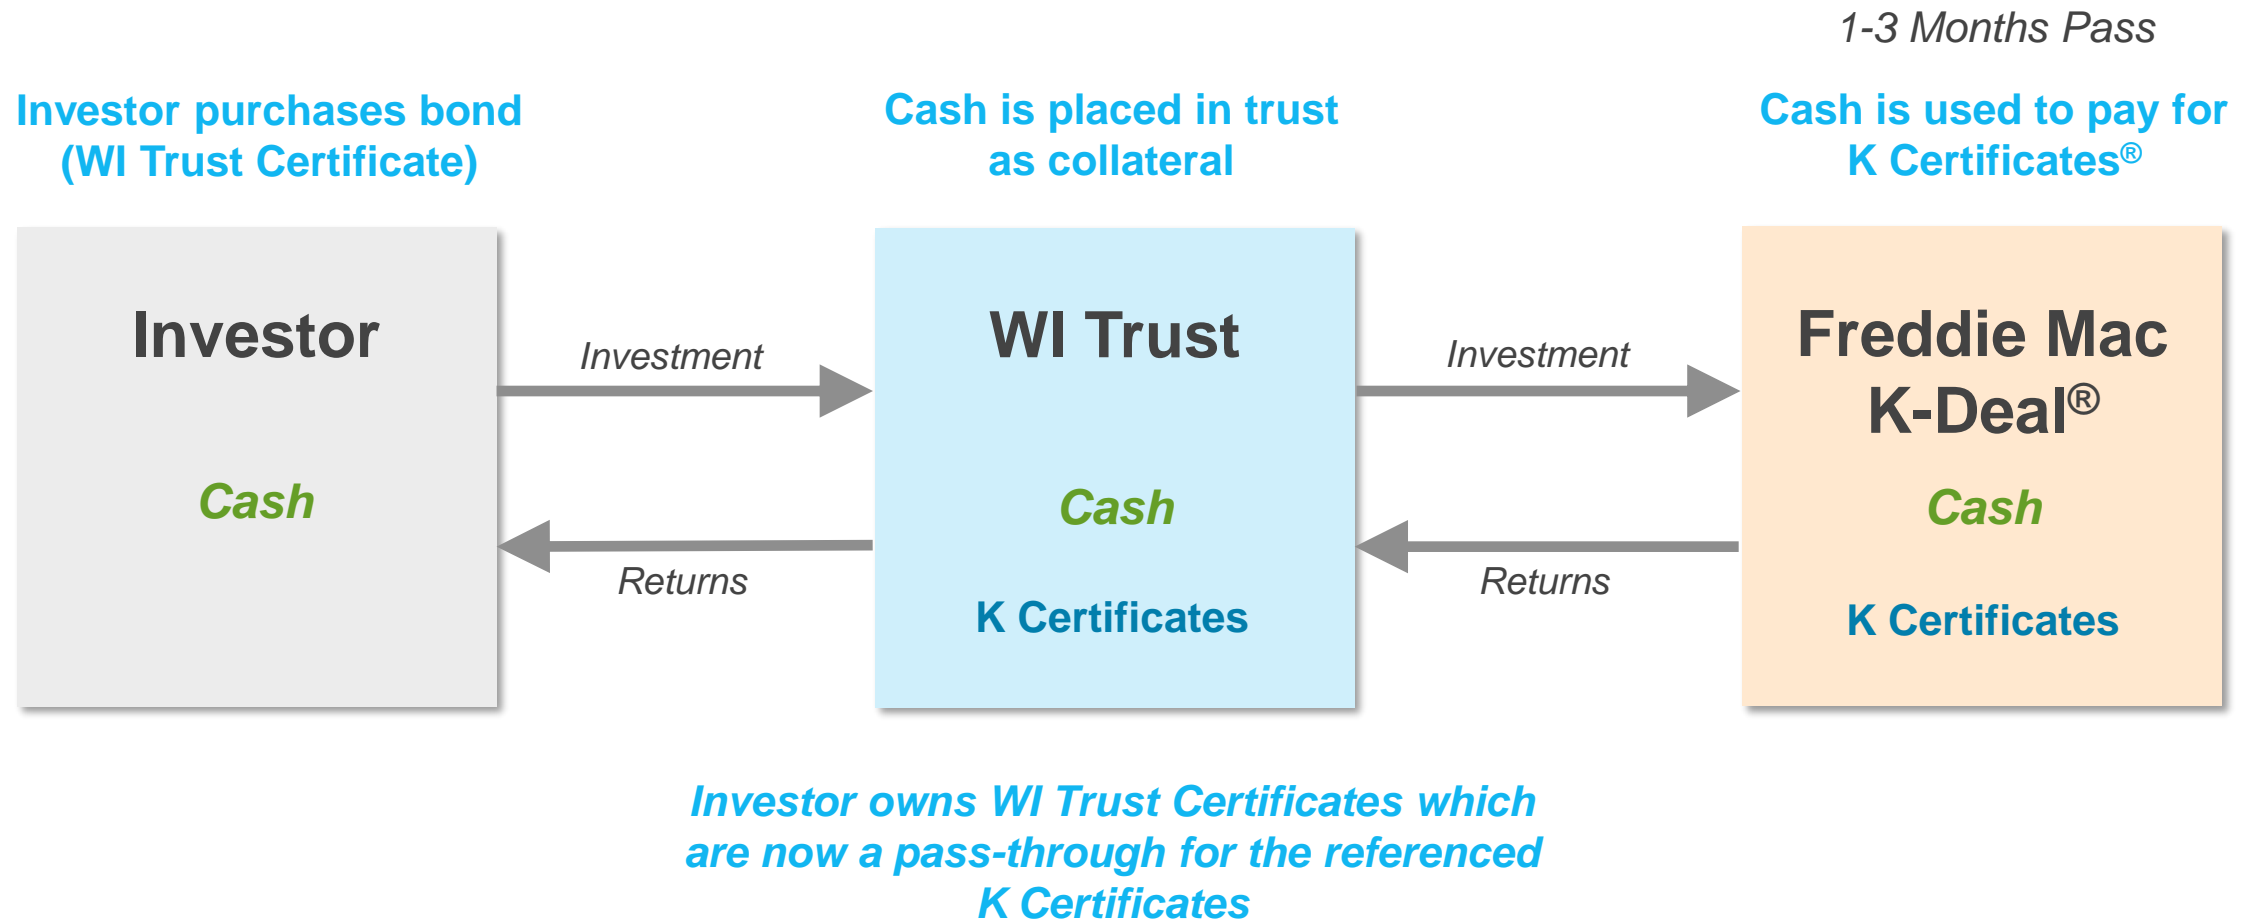 1-3 Months Pass
Investor purchases bond
(WI Trust Certificate)
Cash is placed in trust
as collateral
Cash is used to pay for
K Certificates®
Investor
Cash
Investment
Returns
WI Trust
Cash
K Certificates
Investment
Returns
Freddie Mac
K-Deal®
Cash
K Certificates
Investor owns WI Trust Certificates which
are now a pass-through for the referenced
K Certificates